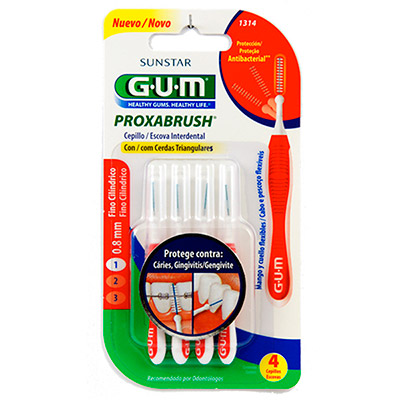 Nuevo/Novo
1314
SUNSTAR
G·U·M®
HEALTHY GUMS. HEALTHY LIFE.®
PROXABRUSH®
Cepillo / Escova Interdental
Con / com Cerdas Triangulares
Protección/
Proteção
Antibacterial
Fino Cilíndrico
Fino Cilíndrico
0.8 mm
1
2
3
Protege contra:
Cáries, Gingivitis/Gengivite
Mango y cuello flexibles / Cabo e pescoço flexíveis
G·U·M
4
Cepillos
Escovas
Recomendado por Odontólogos